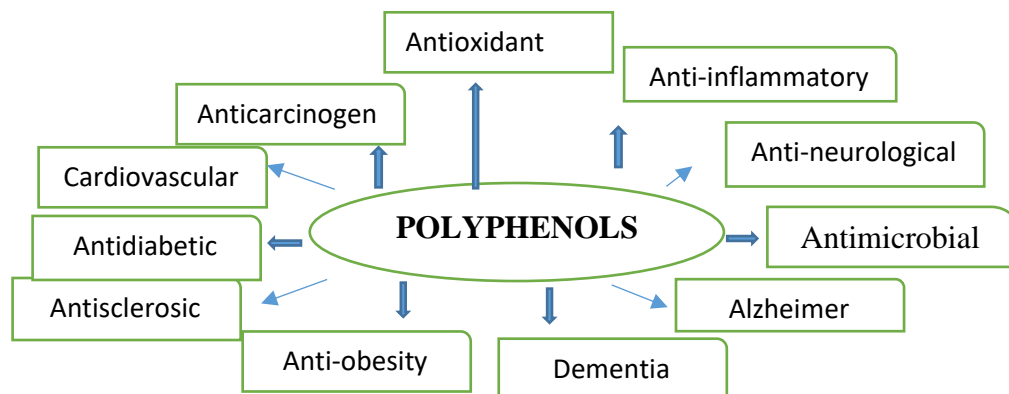 Antioxidant
Anti-inflammatory
Anticarcinogen
Anti-neurological
Cardiovascular
POLYPHENOLS
Antimicrobial
Antidiabetic
Antisclerosic
Alzheimer
Anti-obesity
Dementia